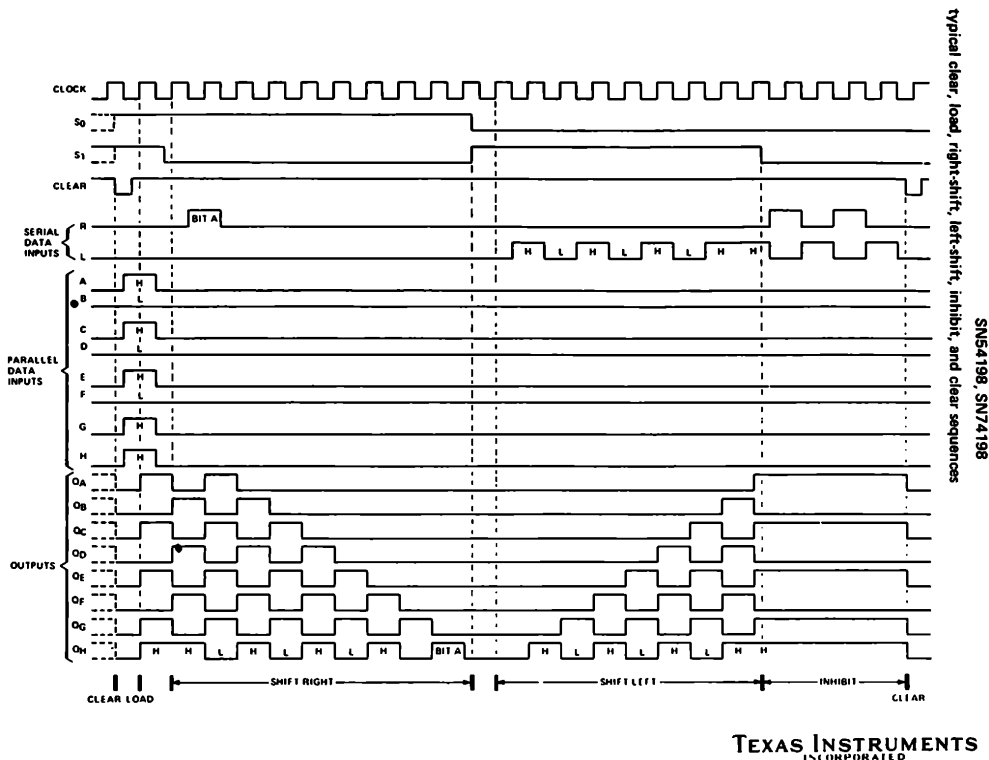 typical clear, load, right-shift, left-shift, inhibit, and clear sequences
SN54198, SN74198
CLOCK
S0
S1
CLEAR
SERIAL
DATA
INPUTS
R
BIT A
L
H L H L H L H H
PARALLEL
DATA
INPUTS
A
H
B
L
C
H
D
L
E
H
F
L
G
H
H
H
OUTPUTS
QA
QB
QC
QD
QE
QF
QG
QH
H H L H L H L H BIT A H L H L H L H H
CLEAR LOAD SHIFT RIGHT SHIFT LEFT INHIBIT CLEAR
TEXAS INSTRUMENTS
INCORPORATED